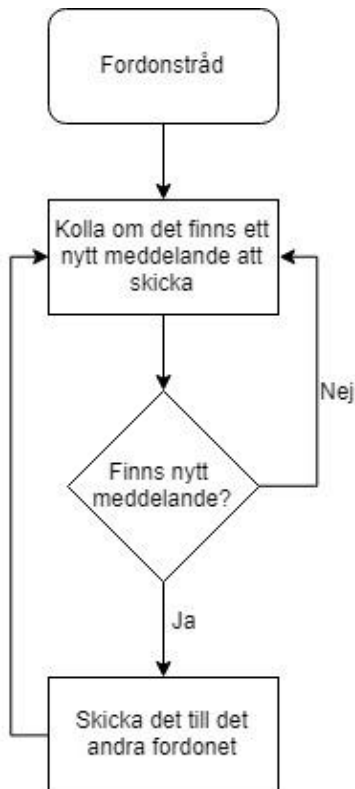 Fordonstråd
Kolla om det finns ett
nytt meddelande att
skicka
Nej
Finns nytt
meddelande?
Ja
Skicka det till det
andra fordonet